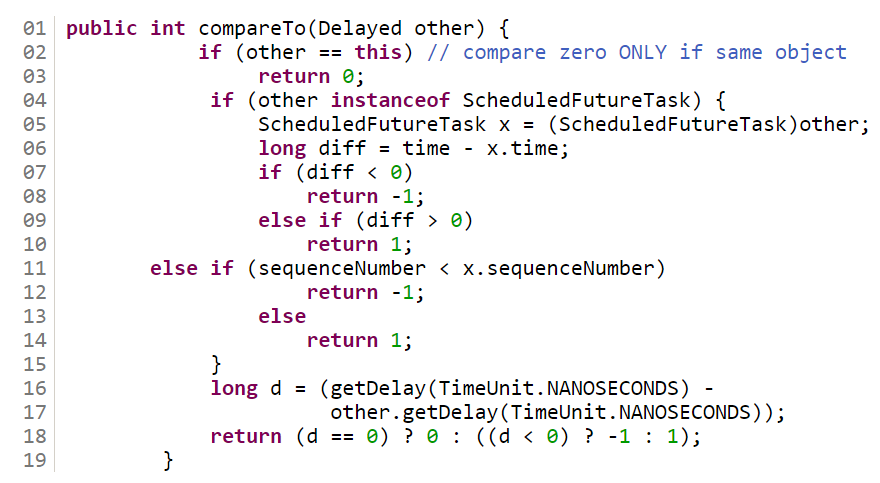 01 public int compareTo(Delayed other) {
02            if (other == this) // compare zero ONLY if same object
03                return 0;
04             if (other instanceof ScheduledFutureTask) {
05                 ScheduledFutureTask x = (ScheduledFutureTask)other;
06                 long diff = time - x.time;
07                 if (diff < 0)
08                     return -1;
09                 else if (diff > 0)
10                     return 1;
11        else if (sequenceNumber < x.sequenceNumber)
12                     return -1;
13                 else
14                     return 1;
15             }
16             long d = (getDelay(TimeUnit.NANOSECONDS) -
17                       other.getDelay(TimeUnit.NANOSECONDS));
18             return (d == 0) ? 0 : ((d < 0) ? -1 : 1);
19         }